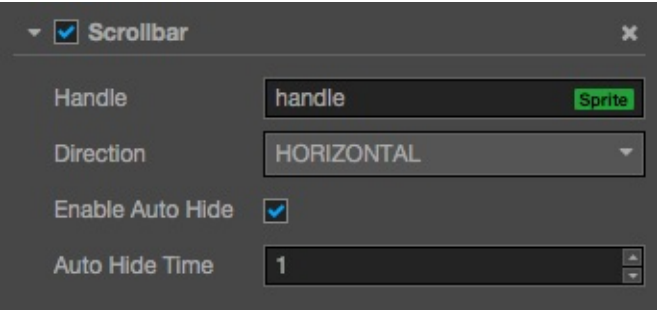 Scrollbar
Handle handle Sprite
Direction HORIZONTAL
Enable Auto Hide
Auto Hide Time 1